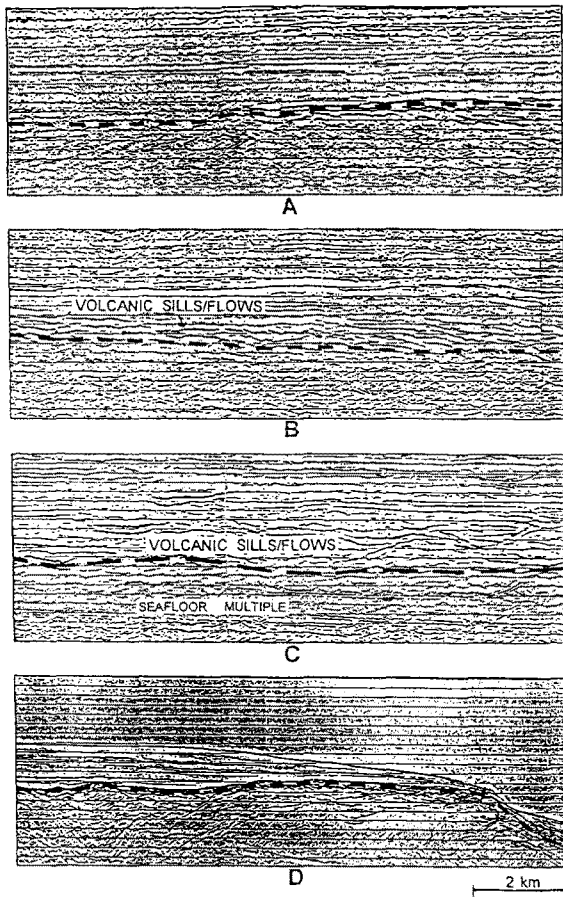 A
VOLCANIC SILLS/FLOWS
B
VOLCANIC SILLS/FLOWS
SEAFLOOR MULTIPLE
C
D
2 km